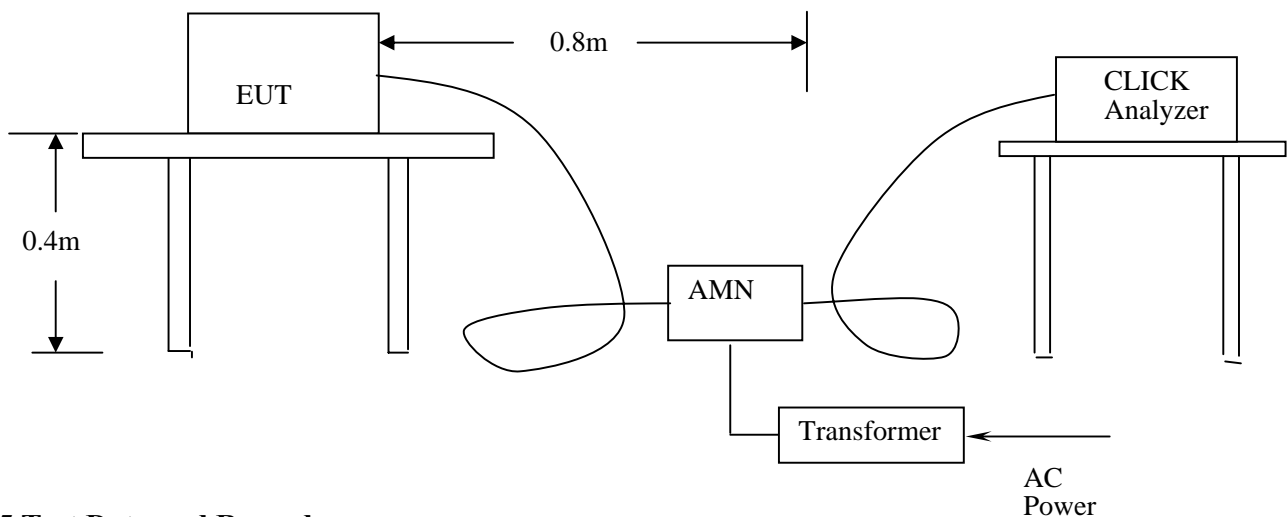 0.8m
EUT
CLICK
Analyzer
0.4m
AMN
Transformer
AC
Power